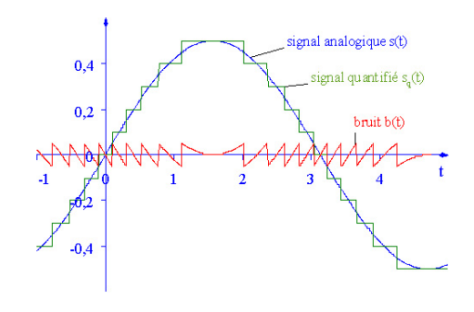 signal analogique s(t)
0,4
signal quantifié s_q(t)
0,2
bruit b(t)
0
-1 0 1 2 3 4 t
-0,2
-0,4